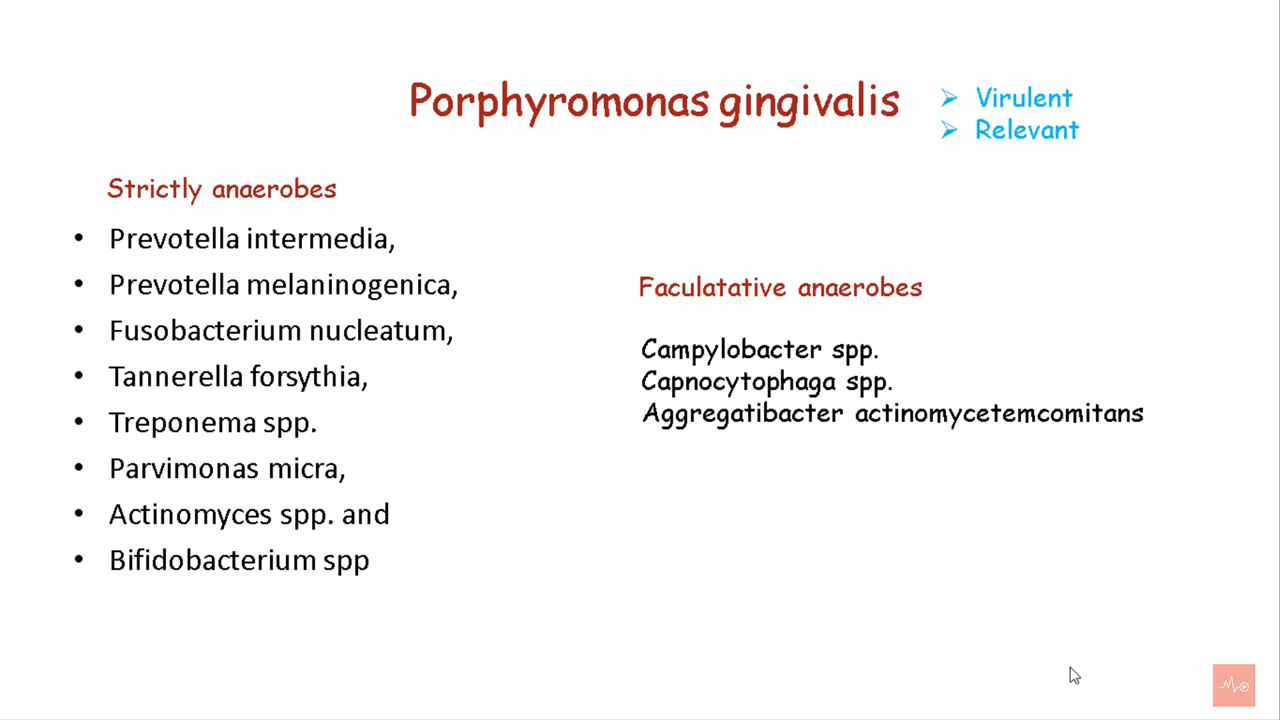 Porphyromonas gingivalis
➢ Virulent
➢ Relevant
Strictly anaerobes
• Prevotella intermedia,
• Prevotella melaninogenica,
• Fusobacterium nucleatum,
• Tannerella forsythia,
• Treponema spp.
• Parvimonas micra,
• Actinomyces spp. and
• Bifidobacterium spp
Faculatative anaerobes
Campylobacter spp.
Capnocytophaga spp.
Aggregatibacter actinomycetemcomitans